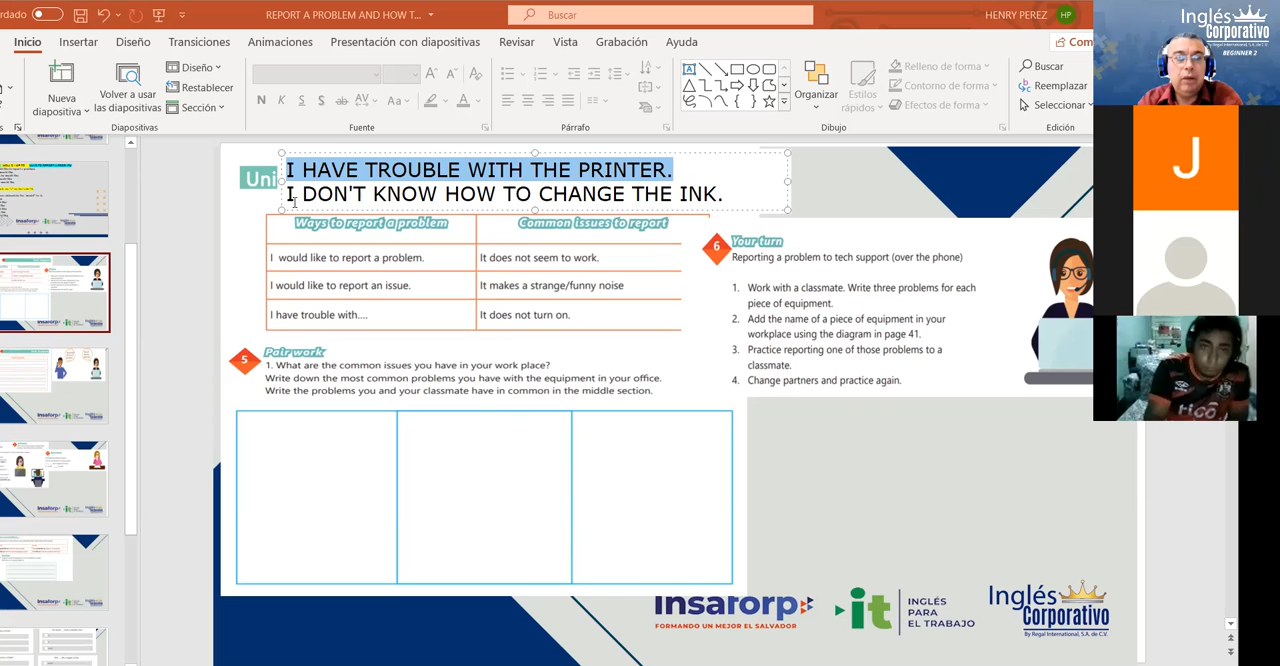 rdado
REPORT A PROBLEM AND HOW T...
Buscar
HENRY PEREZ
HP
Inicio
Insertar
Diseño
Transiciones
Animaciones
Presentación con diapositivas
Revisar
Vista
Grabación
Ayuda
Com
Nueva
diapositiva
Volver a usar
las diapositivas
Diseño
Restablecer
Sección
Diapositivas
N
K
S
S
ab
AV
Aa
A
Fuente
Párrafo
Organizar
Estilos
rápidos
Relleno de forma
Contorno de forma
Efectos de forma
Dibujo
Buscar
Reemplazar
Seleccionar
Edición
Inglés
Corporativo
By Regal International, S.A. de C.V.
BEGINNER 2
J
Uni
I HAVE TROUBLE WITH THE PRINTER.
I DON'T KNOW HOW TO CHANGE THE INK.
Ways to report a problem
Common issues to report
I would like to report a problem.
It does not seem to work.
I would like to report an issue.
It makes a strange/funny noise
I have trouble with....
It does not turn on.
5
Pair work
1. What are the common issues you have in your work place?
Write down the most common problems you have with the equipment in your office.
Write the problems you and your classmate have in common in the middle section.
6
Your turn
Reporting a problem to tech support (over the phone)
1. Work with a classmate. Write three problems for each
piece of equipment.
2. Add the name of a piece of equipment in your
workplace using the diagram in page 41.
3. Practice reporting one of those problems to a
classmate.
4. Change partners and practice again.
Insaforp
FORMANDO UN MEJOR EL SALVADOR
it
INGLÉS
PARA
EL TRABAJO
Inglés
Corporativo
By Regal International, S.A. de C.V.